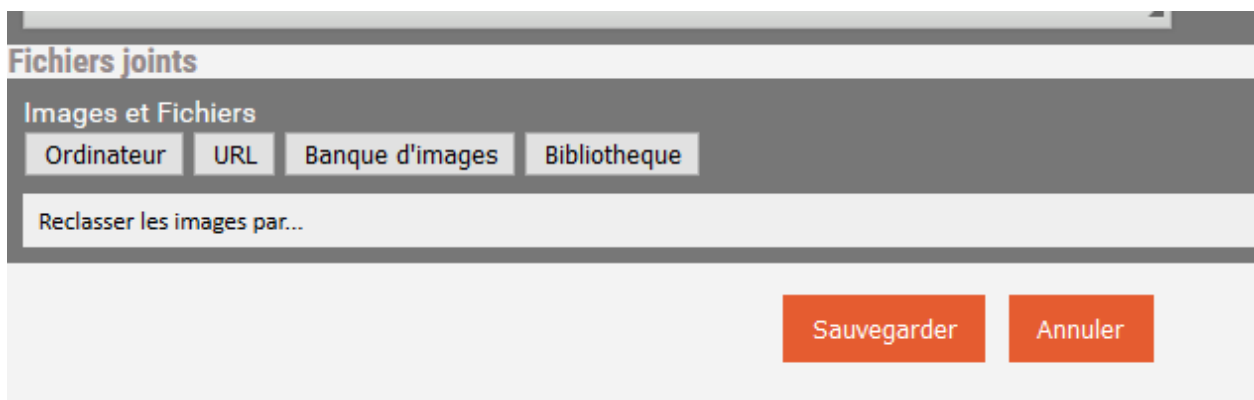 Fichiers joints
Images et Fichiers
Ordinateur URL Banque d'images Bibliotheque
Reclasser les images par...
Sauvegarder Annuler